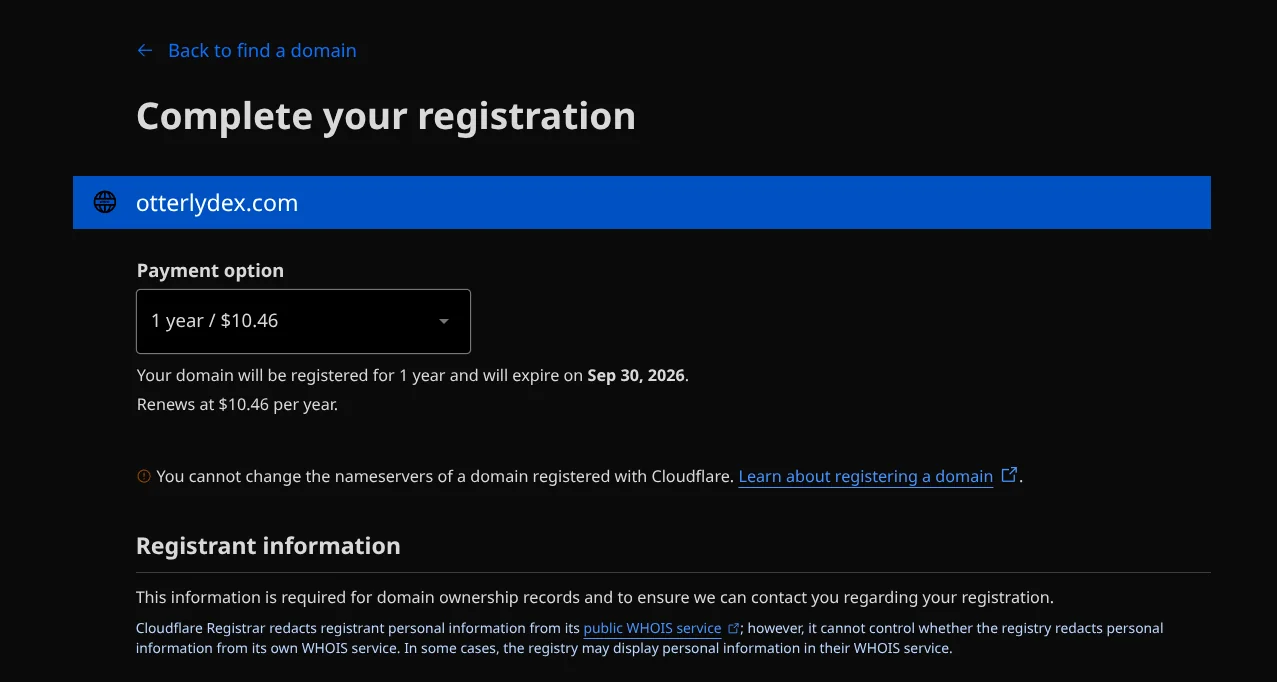 Back to find a domain
Complete your registration
otterlydex.com
Payment option
1 year / $10.46
Your domain will be registered for 1 year and will expire on Sep 30, 2026.
Renews at $10.46 per year.
You cannot change the nameservers of a domain registered with Cloudflare. Learn about registering a domain.
Registrant information
This information is required for domain ownership records and to ensure we can contact you regarding your registration.
Cloudflare Registrar redacts registrant personal information from its public WHOIS service; however, it cannot control whether the registry redacts personal
information from its own WHOIS service. In some cases, the registry may display personal information in their WHOIS service.